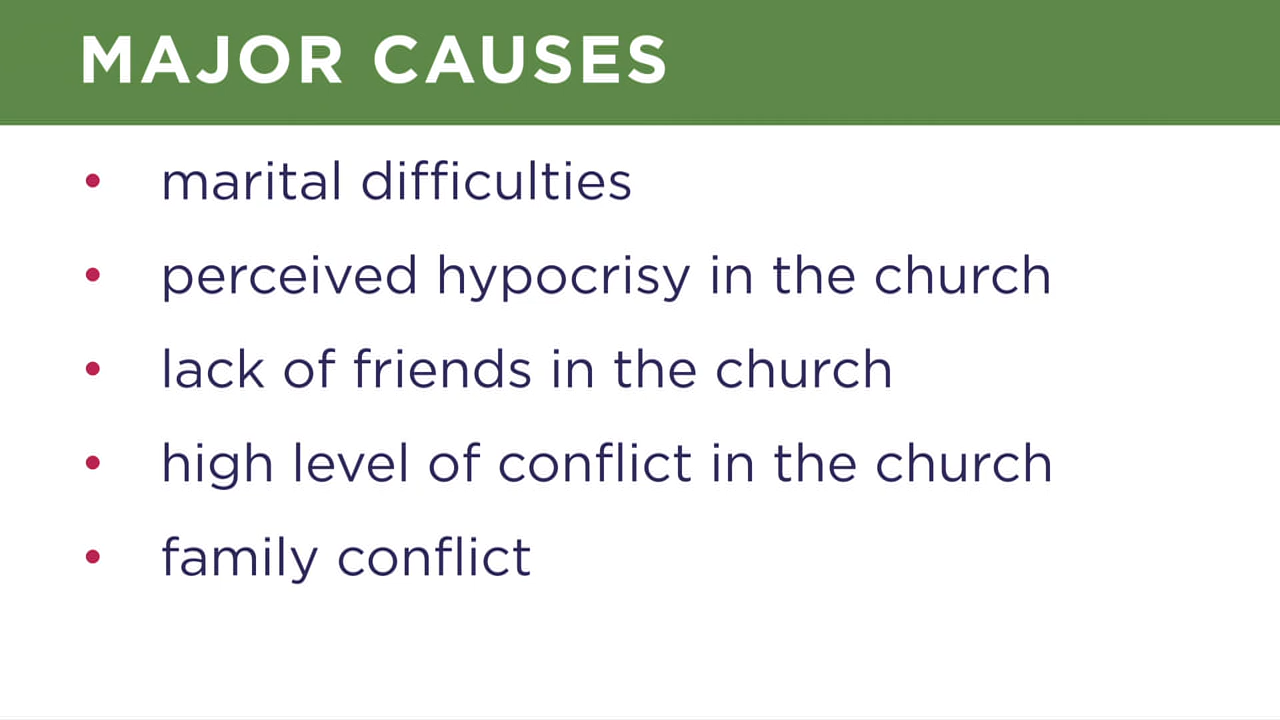 MAJOR CAUSES
• marital difficulties
• perceived hypocrisy in the church
• lack of friends in the church
• high level of conflict in the church
• family conflict